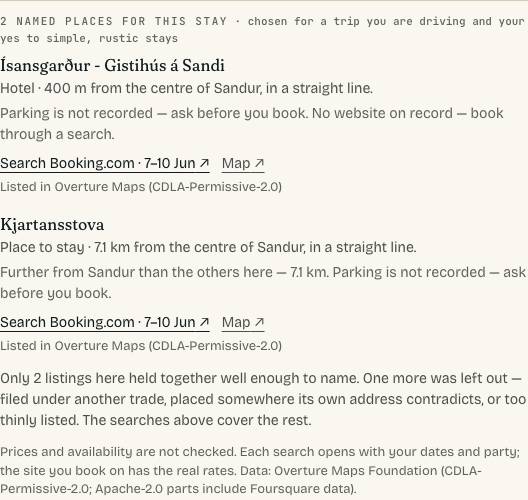 2 NAMED PLACES FOR THIS STAY · chosen for a trip you are driving and your
yes to simple, rustic stays
Ísansgarður - Gistihús á Sandi
Hotel · 400 m from the centre of Sandur, in a straight line.
Parking is not recorded — ask before you book. No website on record — book
through a search.
Search Booking.com · 7–10 Jun ↗ Map ↗
Listed in Overture Maps (CDLA-Permissive-2.0)
Kjartansstova
Place to stay · 7.1 km from the centre of Sandur, in a straight line.
Further from Sandur than the others here — 7.1 km. Parking is not recorded — ask
before you book.
Search Booking.com · 7–10 Jun ↗ Map ↗
Listed in Overture Maps (CDLA-Permissive-2.0)
Only 2 listings here held together well enough to name. One more was left out —
filed under another trade, placed somewhere its own address contradicts, or too
thinly listed. The searches above cover the rest.
Prices and availability are not checked. Each search opens with your dates and party;
the site you book on has the real rates. Data: Overture Maps Foundation (CDLA-
Permissive-2.0; Apache-2.0 parts include Foursquare data).